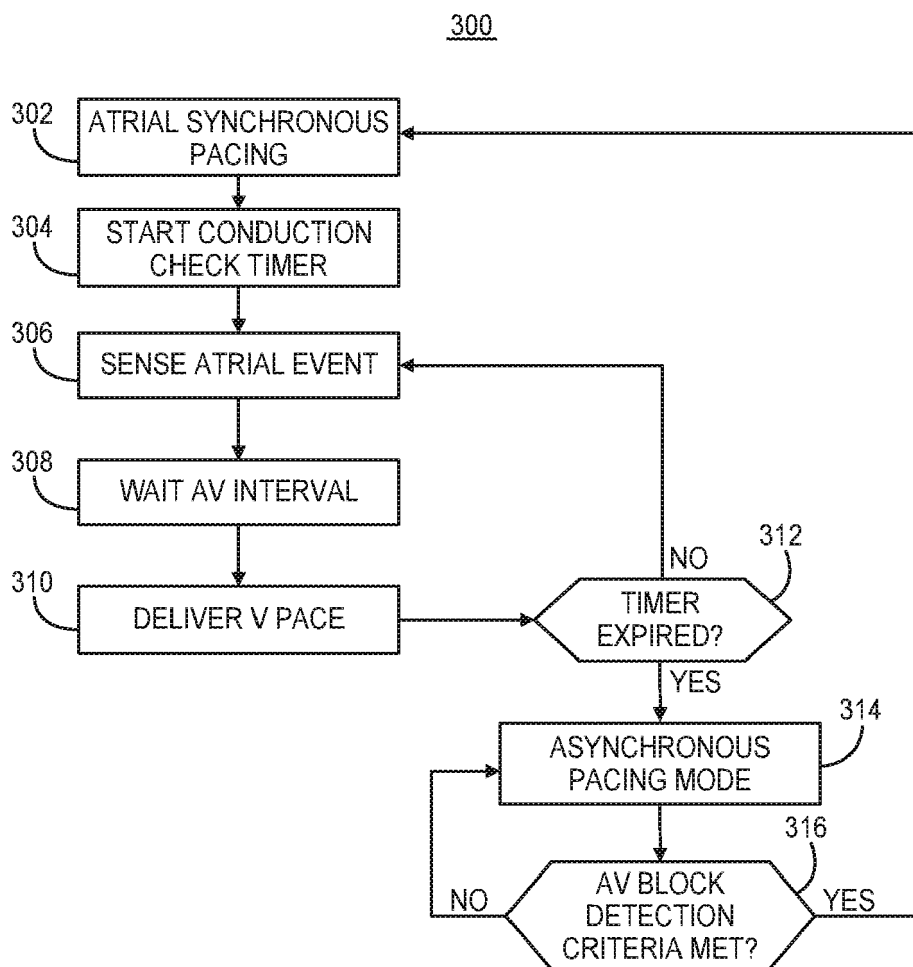 300
302
ATRIAL SYNCHRONOUS
PACING
304
START CONDUCTION
CHECK TIMER
306
SENSE ATRIAL EVENT
308
WAIT AV INTERVAL
310
DELIVER V PACE
NO
312
TIMER
EXPIRED?
YES
314
ASYNCHRONOUS
PACING MODE
316
NO
AV BLOCK
DETECTION
CRITERIA MET?
YES